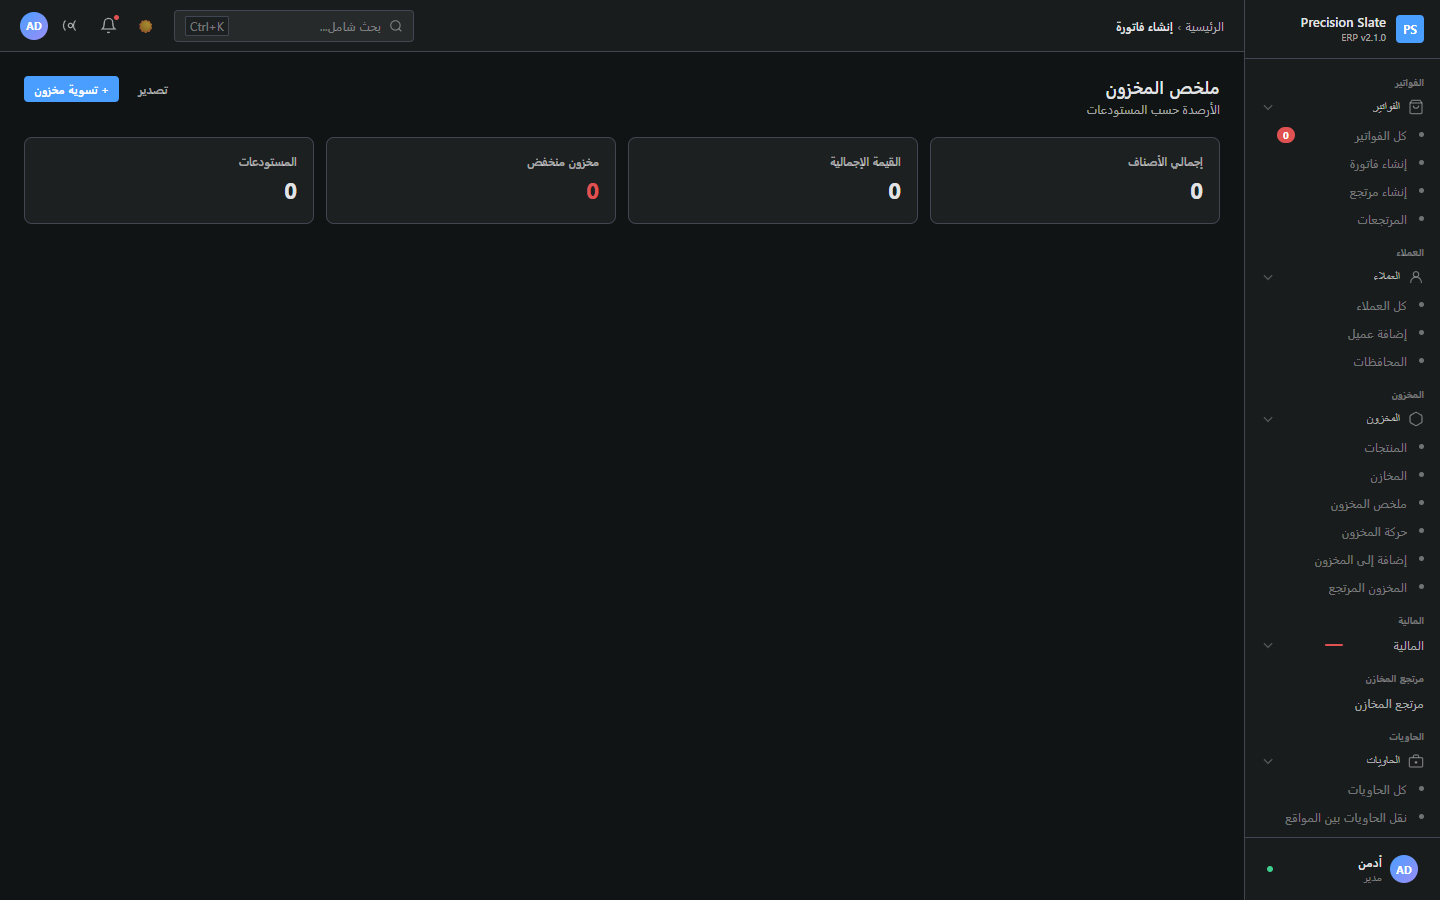 Precision Slate
ERP v2.1.0
PS
الرئيسية › إنشاء فاتورة
بحث شامل...
Ctrl+K
AD
الفواتير
الفواتير
كل الفواتير
0
إنشاء فاتورة
إنشاء مرتجع
المرتجعات
العملاء
العملاء
كل العملاء
إضافة عميل
المحافظات
المخزون
المخزون
المنتجات
المخازن
ملخص المخزون
حركة المخزون
إضافة إلى المخزون
المخزون المرتجع
المالية
المالية
مرتجع المخازن
مرتجع المخازن
الحاويات
الحاويات
كل الحاويات
نقل الحاويات بين المواقع
أدمن
مدير
AD
ملخص المخزون
الأرصدة حسب المستودعات
تصدير
+ تسوية مخزون
إجمالي الأصناف
0
القيمة الإجمالية
0
مخزون منخفض
0
المستودعات
0